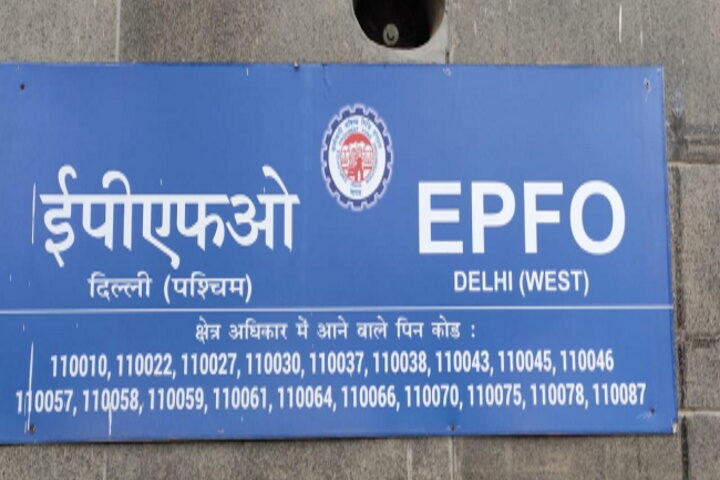 ईपीएफओ
दिल्ली (पश्चिम)
EPFO
DELHI (WEST)
क्षेत्र अधिकार में आने वाले पिन कोड :
110010, 110022, 110027, 110030, 110037, 110038, 110043, 110045, 110046
110057, 110058, 110059, 110061, 110064, 110066, 110070, 110075, 110078, 110087